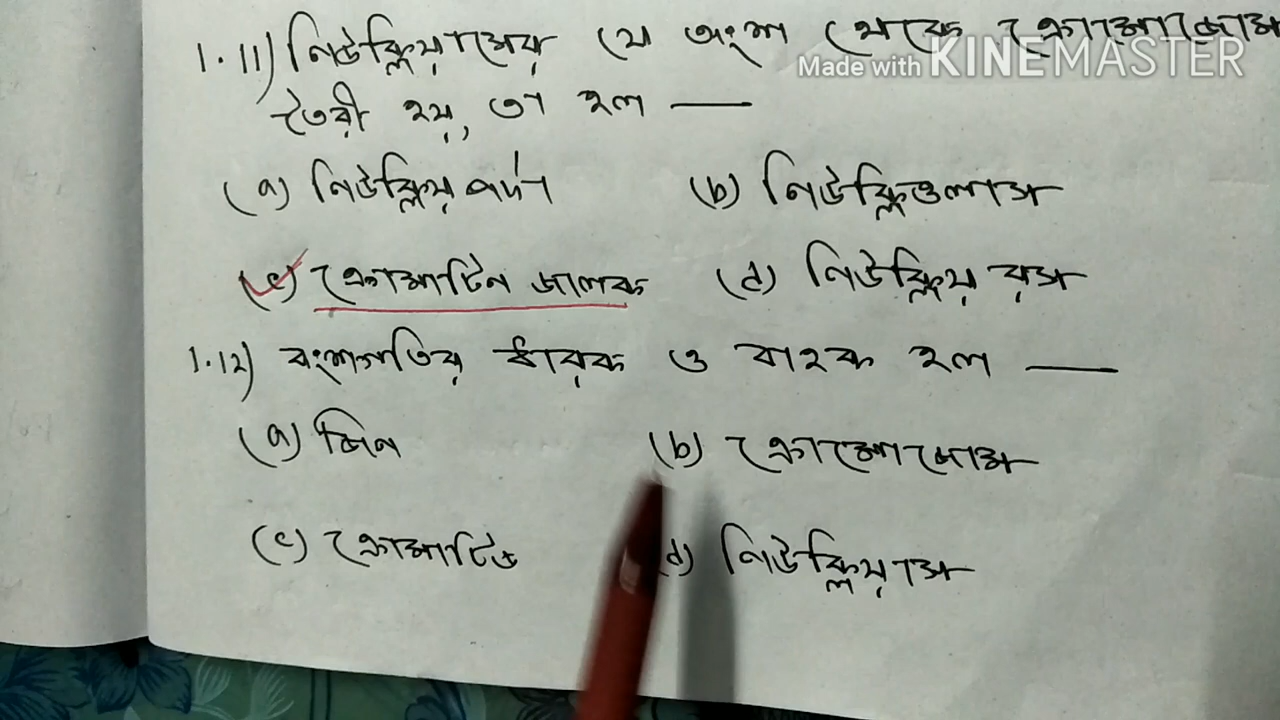 1.11) নিউক্লিয়াসের যে অংশ থেকে ক্রোমোজোম
Made with KINEMASTER
তৈরী হয়, তা হল —
(a) নিউক্লিয় পর্দা (b) নিউক্লিওলাস
(c) ক্রোমাটিন জালক (d) নিউক্লিয় রস
1.12) বংশগতির ধারক ও বাহক হল —
(a) জিন (b) ক্রোমোজোম
(c) ক্রোমাটিড (d) নিউক্লিয়াস